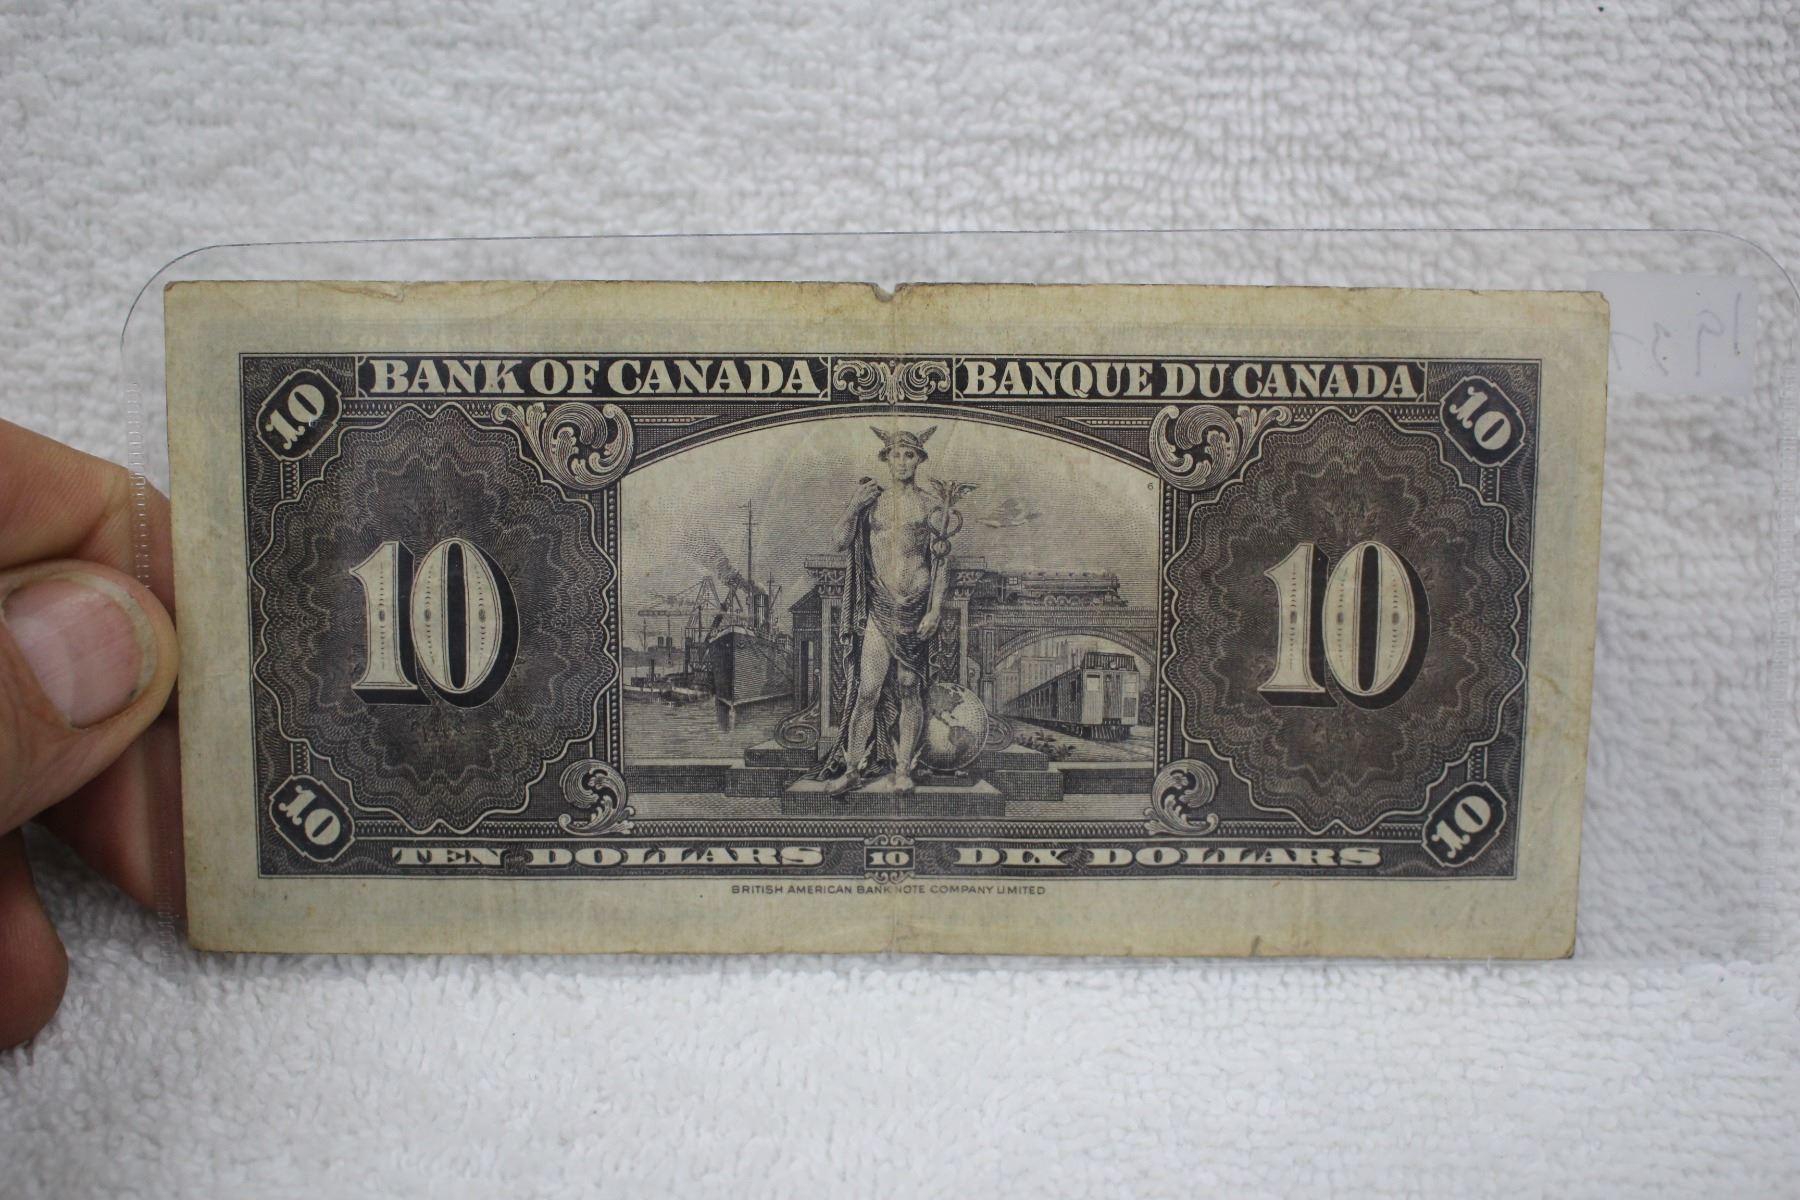 BANK OF CANADA BANQUE DU CANADA
10 10
6
10 10
10 10
TEN DOLLARS 10 DIX DOLLARS
BRITISH AMERICAN BANK NOTE COMPANY LIMITED